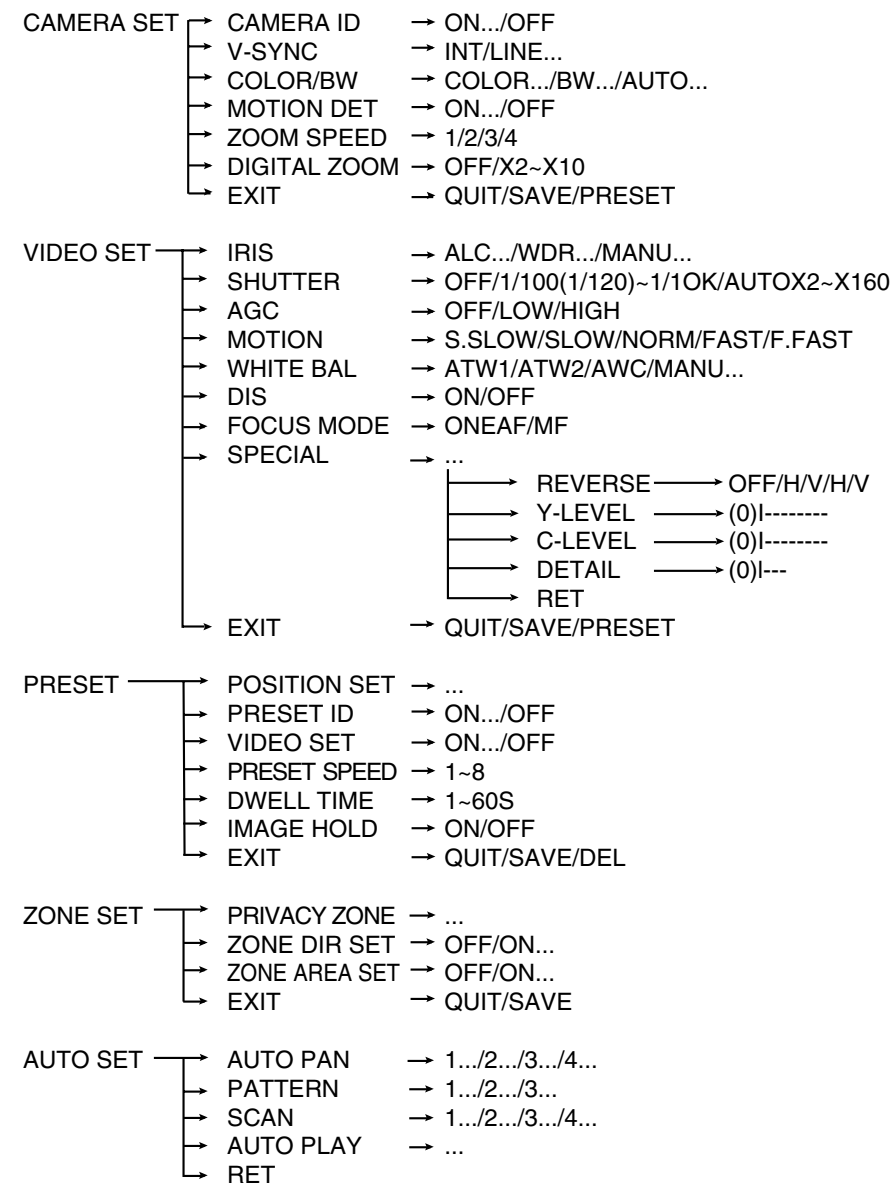 CAMERA SET → CAMERA ID → ON.../OFF
→ V-SYNC → INT/LINE...
→ COLOR/BW → COLOR.../BW.../AUTO...
→ MOTION DET → ON.../OFF
→ ZOOM SPEED → 1/2/3/4
→ DIGITAL ZOOM → OFF/X2~X10
→ EXIT → QUIT/SAVE/PRESET
VIDEO SET → IRIS → ALC.../WDR.../MANU...
→ SHUTTER → OFF/1/100(1/120)~1/1OK/AUTOX2~X160
→ AGC → OFF/LOW/HIGH
→ MOTION → S.SLOW/SLOW/NORM/FAST/F.FAST
→ WHITE BAL → ATW1/ATW2/AWC/MANU...
→ DIS → ON/OFF
→ FOCUS MODE → ONEAF/MF
→ SPECIAL → ...
→ REVERSE → OFF/H/V/H/V
→ Y-LEVEL → (0)I--------
→ C-LEVEL → (0)I--------
→ DETAIL → (0)I---
→ RET
→ EXIT → QUIT/SAVE/PRESET
PRESET → POSITION SET → ...
→ PRESET ID → ON.../OFF
→ VIDEO SET → ON.../OFF
→ PRESET SPEED → 1~8
→ DWELL TIME → 1~60S
→ IMAGE HOLD → ON/OFF
→ EXIT → QUIT/SAVE/DEL
ZONE SET → PRIVACY ZONE → ...
→ ZONE DIR SET → OFF/ON...
→ ZONE AREA SET → OFF/ON...
→ EXIT → QUIT/SAVE
AUTO SET → AUTO PAN → 1.../2.../3.../4...
→ PATTERN → 1.../2.../3...
→ SCAN → 1.../2.../3.../4...
→ AUTO PLAY → ...
→ RET